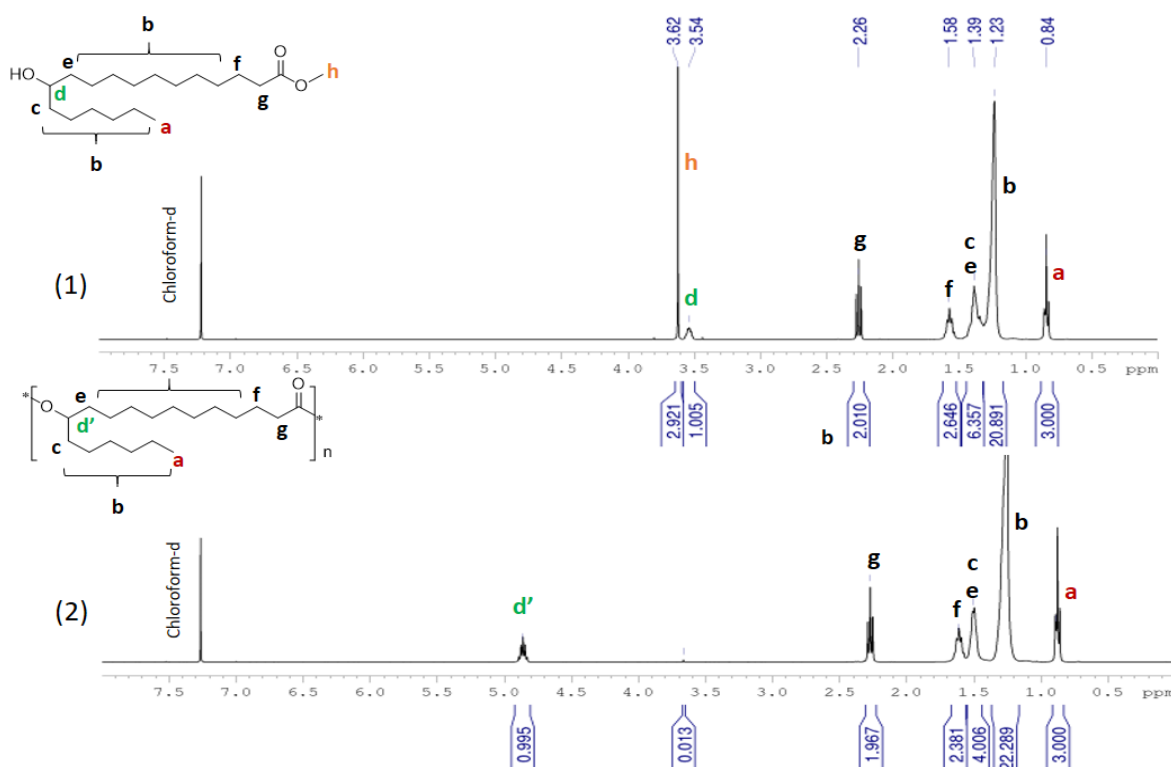 3.62 3.54 2.26 1.58 1.39 1.23 0.84
b
e f O
HO O h
d g
c
a
b
h
b
g c
Chloroform-d e a
(1) d f
7.5 7.0 6.5 6.0 5.5 5.0 4.5 4.0 3.5 3.0 2.5 2.0 1.5 1.0 ppm
2.921 1.005 2.010 2.646 6.357 20.891 3.000
* O e f O *
d' g
c
a n
b
b
b
g c
Chloroform-d e a
(2) d' f
7.5 7.0 6.5 6.0 5.5 5.0 4.5 4.0 3.5 3.0 2.5 2.0 1.5 1.0 0.5 ppm
0.995 0.013 1.967 2.381 4.006 22.289 3.000